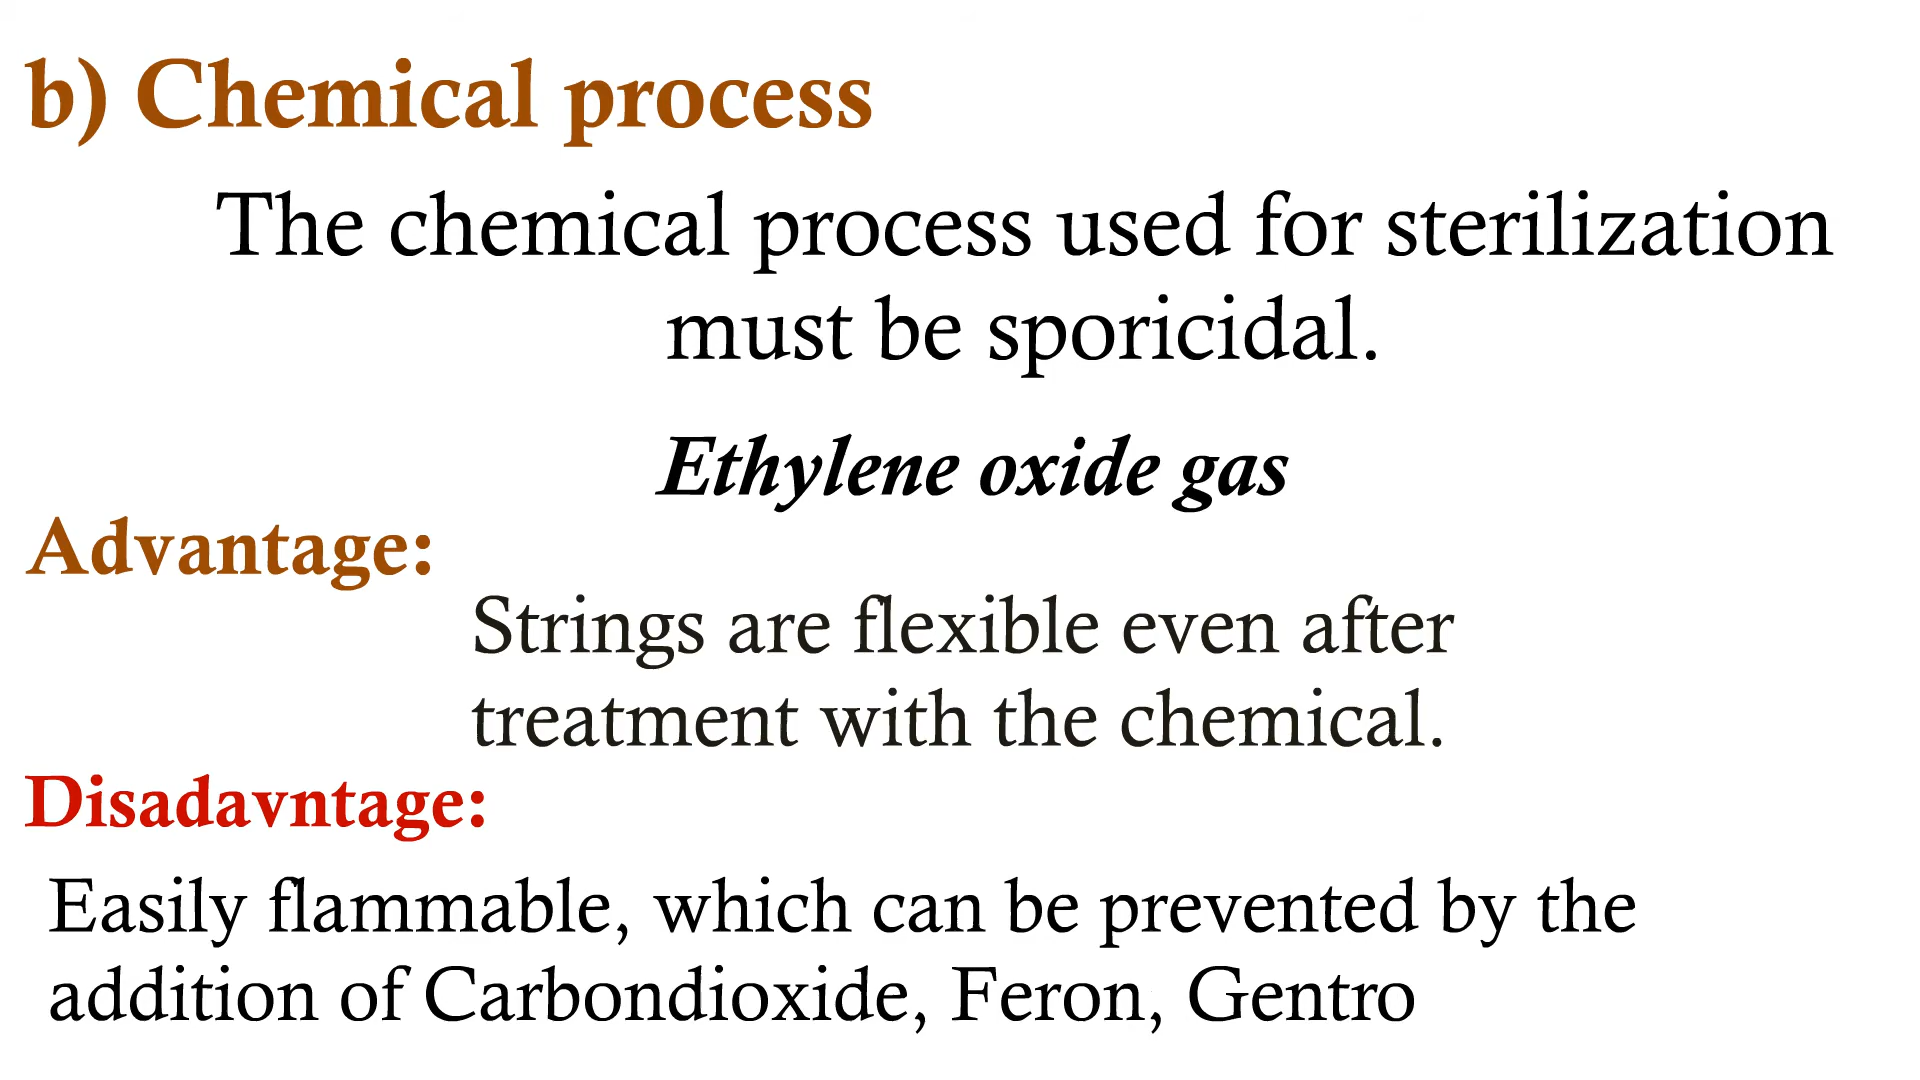 b) Chemical process
The chemical process used for sterilization
must be sporicidal.
Ethylene oxide gas
Advantage:
Strings are flexible even after
treatment with the chemical.
Disadavntage:
Easily flammable, which can be prevented by the
addition of Carbondioxide, Feron, Gentro